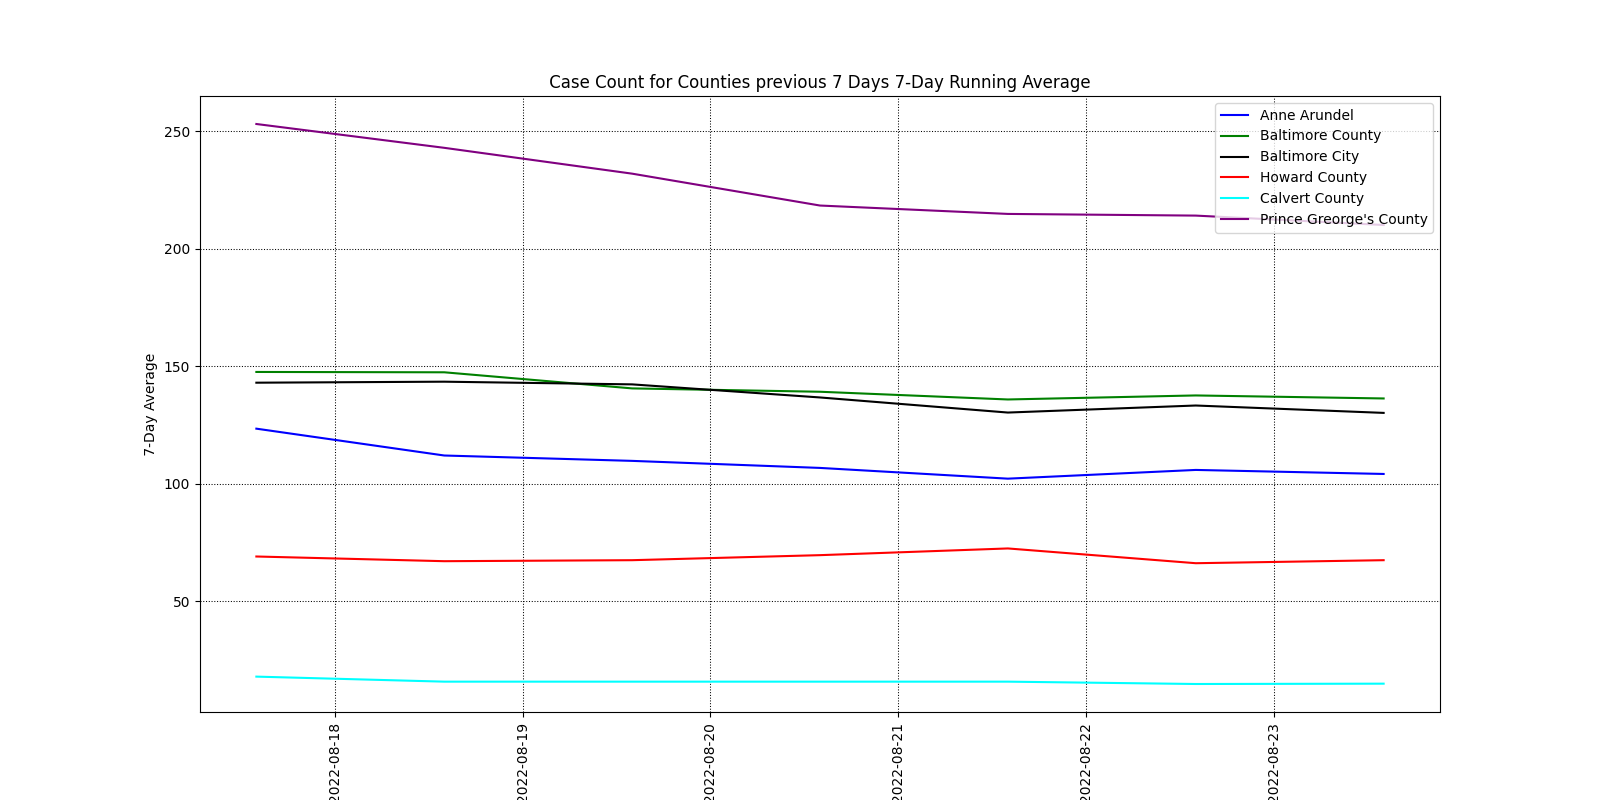 Case Count for Counties previous 7 Days 7-Day Running Average
Anne Arundel
Baltimore County
Baltimore City
Howard County
Calvert County
Prince Greorge's County
7-Day Average
250
200
150
100
50
2022-08-18
2022-08-19
2022-08-20
2022-08-21
2022-08-22
2022-08-23